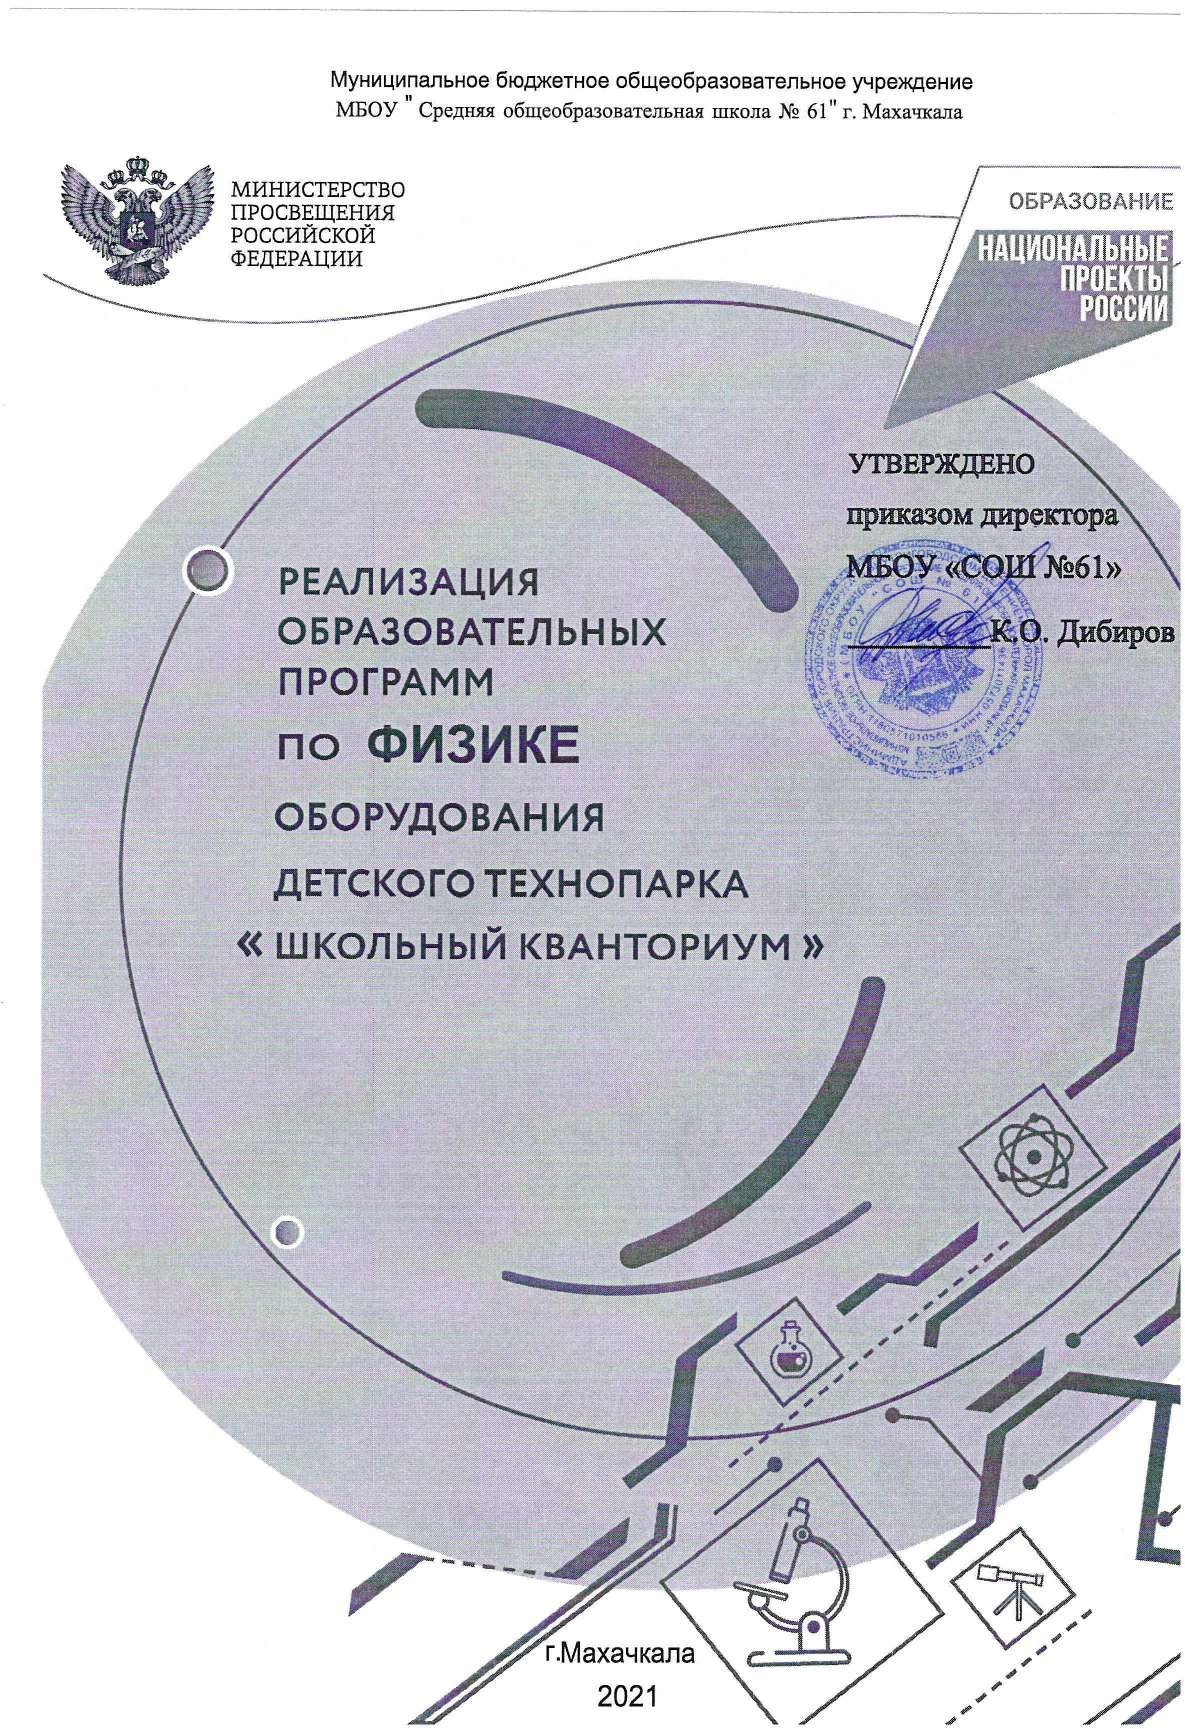 Муниципальное бюджетное общеобразовательное учреждение
МБОУ " Средняя общеобразовательная школа № 61" г. Махачкала
МИНИСТЕРСТВО
ПРОСВЕЩЕНИЯ
РОССИЙСКОЙ
ФЕДЕРАЦИИ
ОБРАЗОВАНИЕ
НАЦИОНАЛЬНЫЕ
ПРОЕКТЫ
РОССИИ
УТВЕРЖДЕНО
приказом директора
МБОУ «СОШ №61»
К.О. Дибиров
РЕАЛИЗАЦИЯ
ОБРАЗОВАТЕЛЬНЫХ
ПРОГРАММ
ПО ФИЗИКЕ
ОБОРУДОВАНИЯ
ДЕТСКОГО ТЕХНОПАРКА
« ШКОЛЬНЫЙ КВАНТОРИУМ »
г.Махачкала
2021